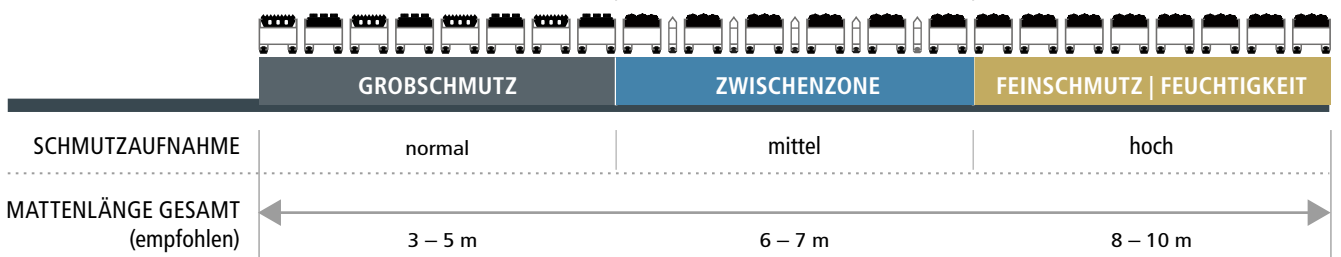 GROBSCHMUTZ
ZWISCHENZONE
FEINSCHMUTZ | FEUCHTIGKEIT
SCHMUTZAUFNAHME
normal
mittel
hoch
MATTENLÄNGE GESAMT
(empfohlen)
3 – 5 m
6 – 7 m
8 – 10 m